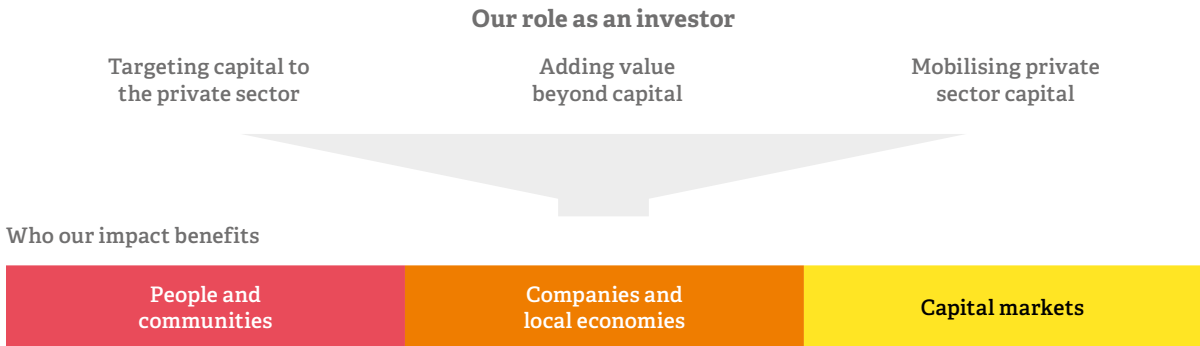 Our role as an investor
Targeting capital to
the private sector
Adding value
beyond capital
Mobilising private
sector capital
Who our impact benefits
People and
communities
Companies and
local economies
Capital markets